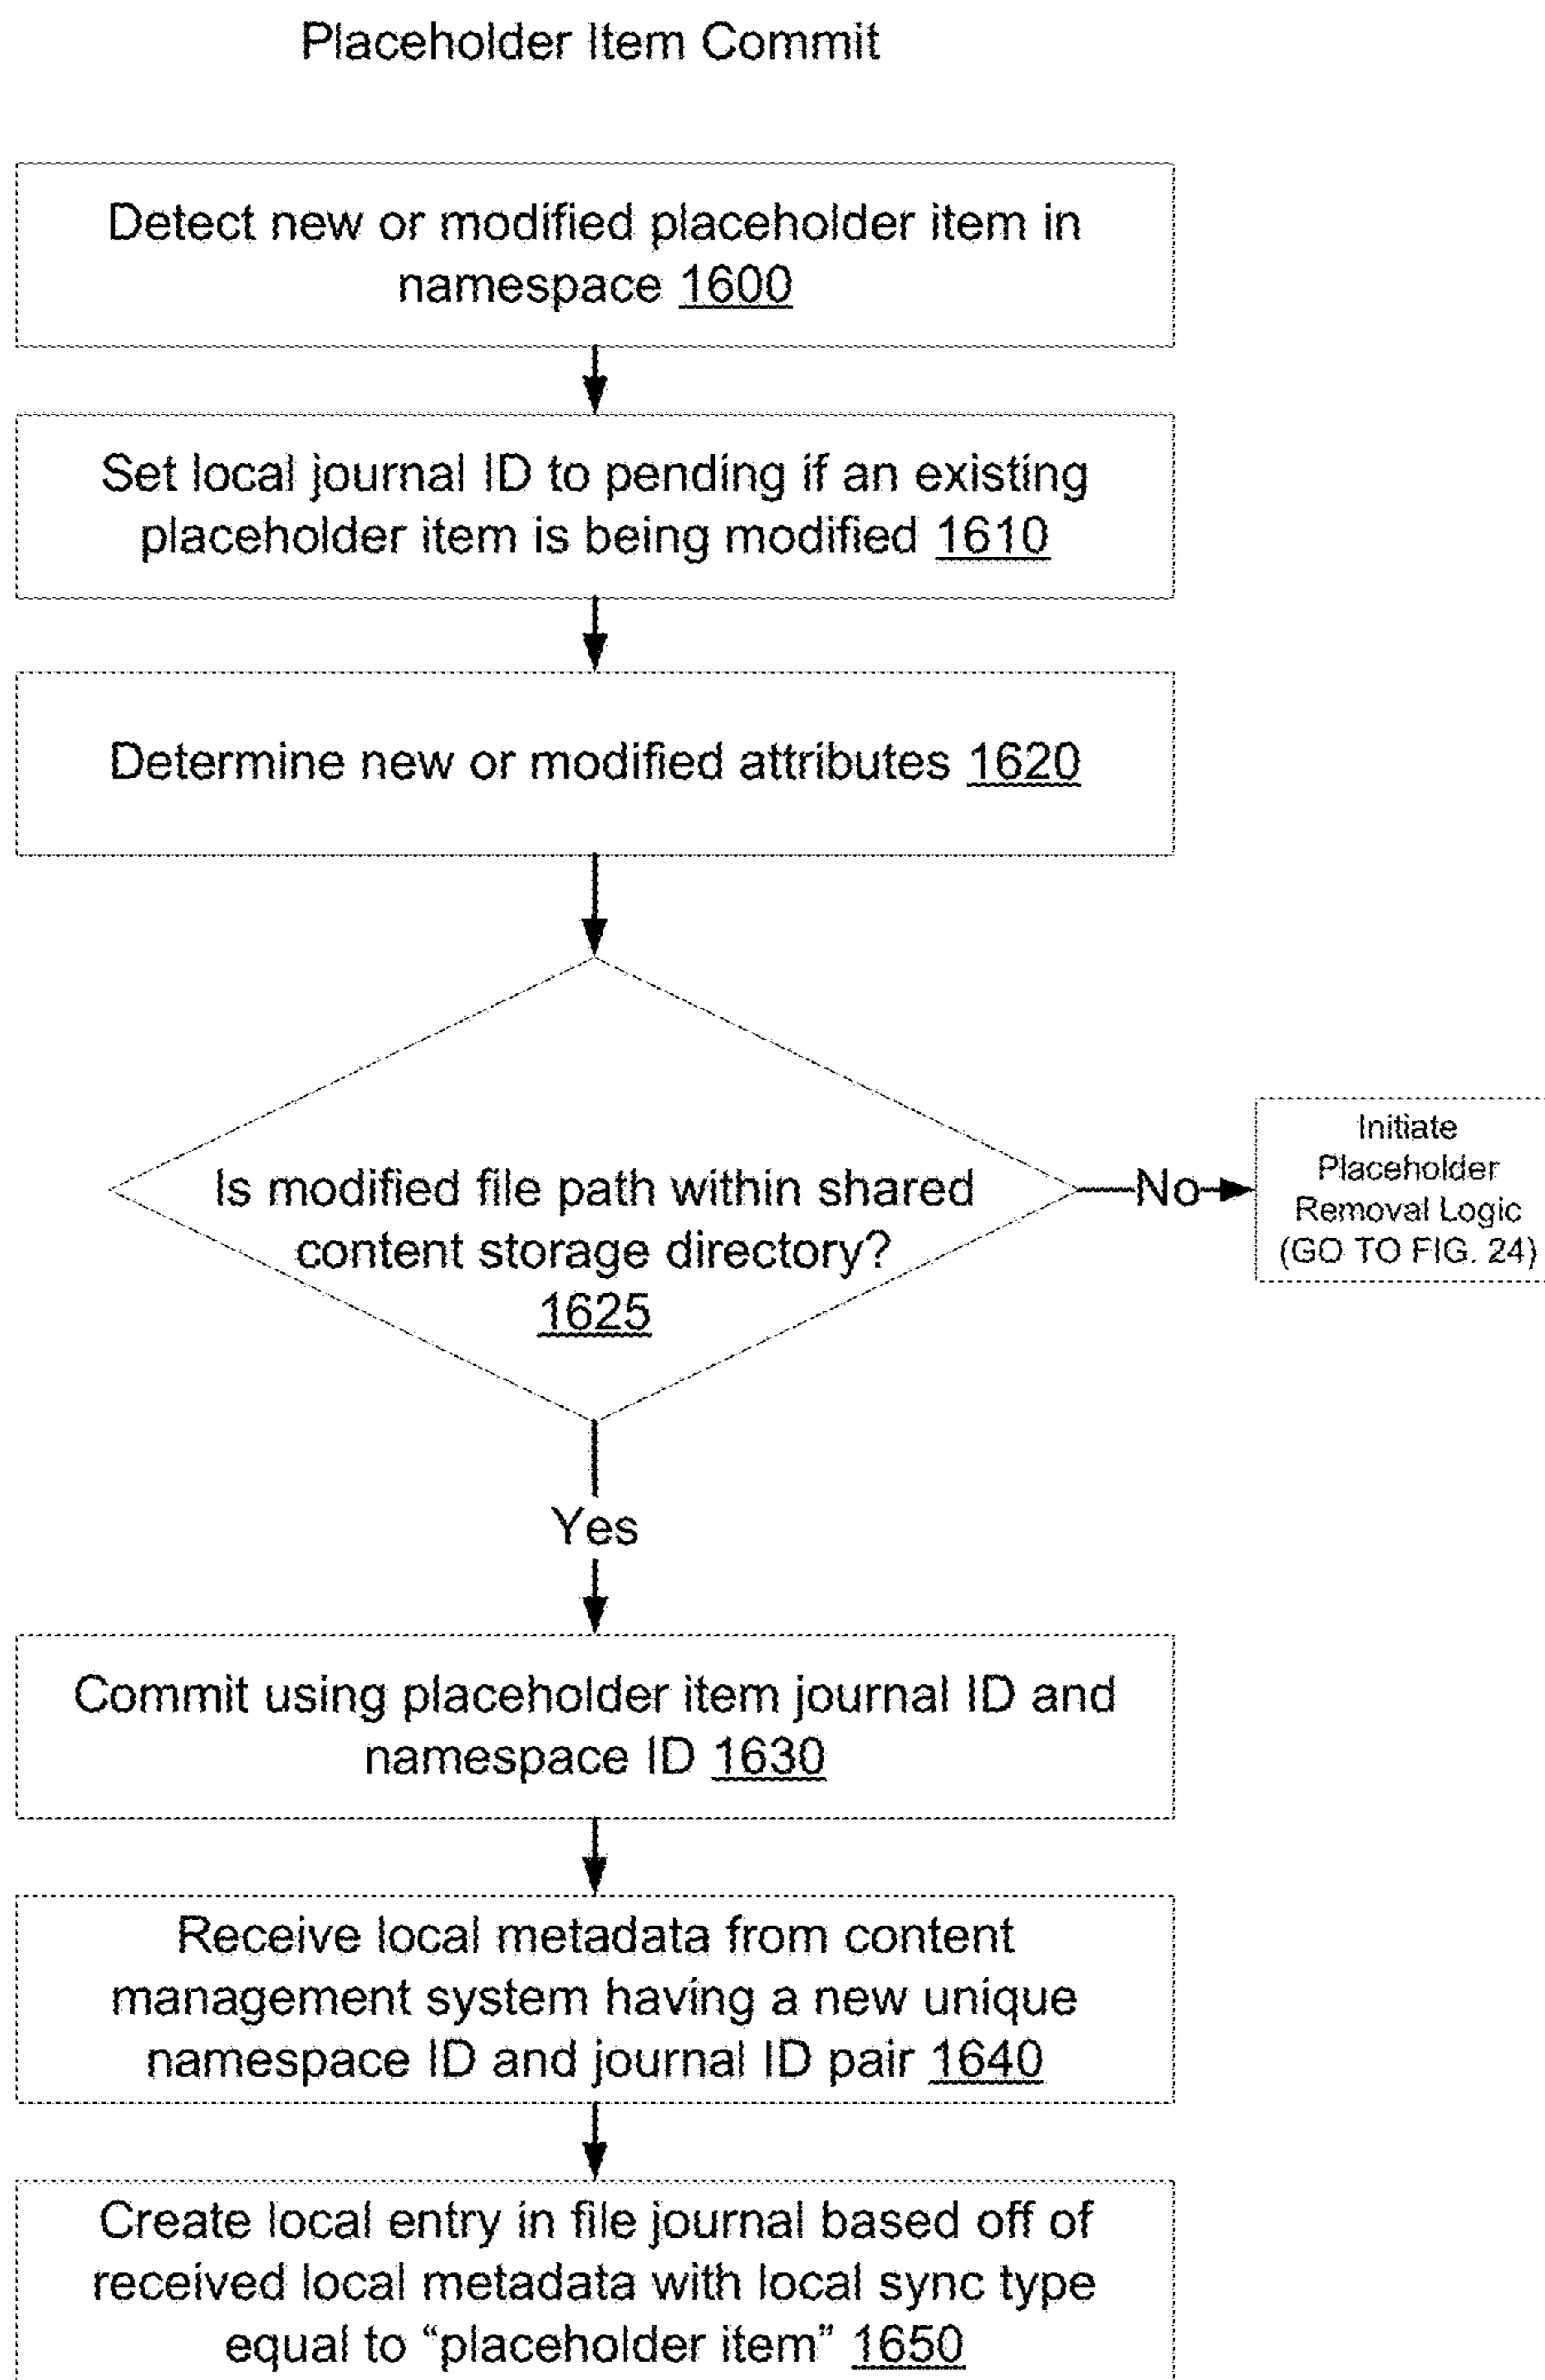 Placeholder Item Commit
Detect new or modified placeholder item in
namespace 1600
Set local journal ID to pending if an existing
placeholder item is being modified 1610
Determine new or modified attributes 1620
Is modified file path within shared
content storage directory?
1625
No
Initiate
Placeholder
Removal Logic
(GO TO FIG. 24)
Yes
Commit using placeholder item journal ID and
namespace ID 1630
Receive local metadata from content
management system having a new unique
namespace ID and journal ID pair 1640
Create local entry in file journal based off of
received local metadata with local sync type
equal to “placeholder item” 1650